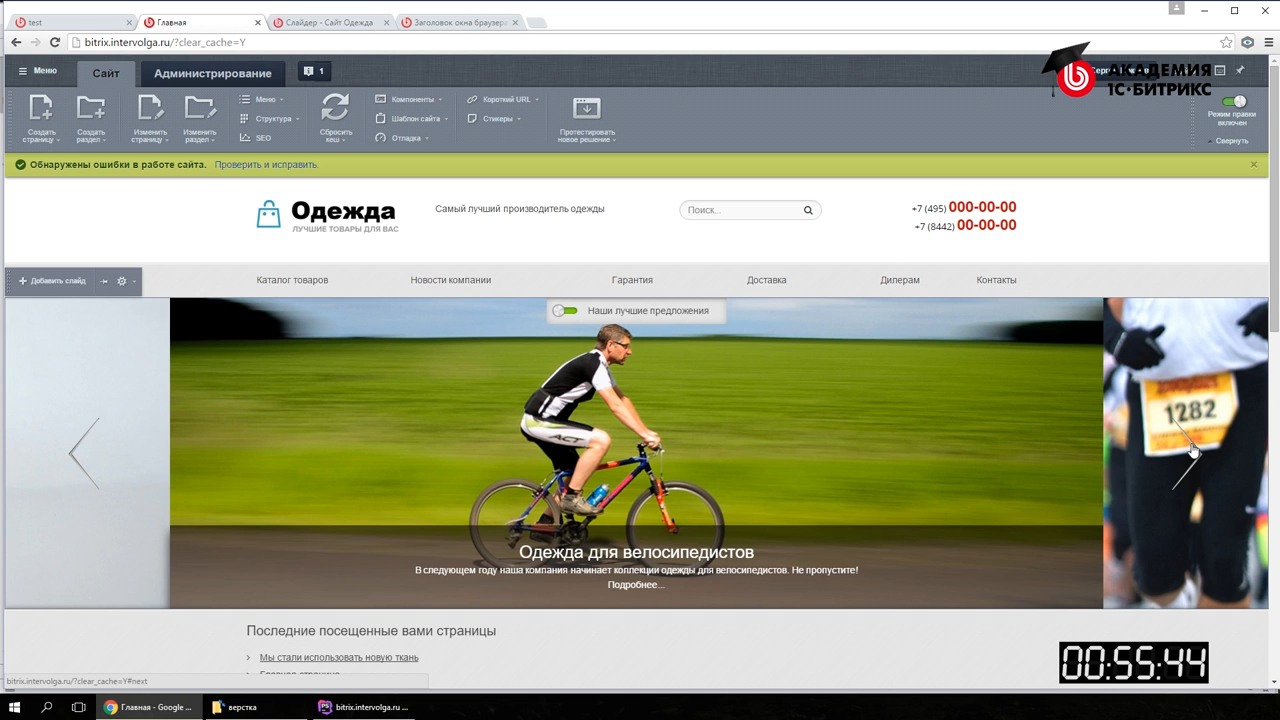 test
Главная
Слайдер - Сайт Одежда
Заголовок окна браузера
bitrix.intervolga.ru/?clear_cache=Y
Меню
Сайт
Администрирование
1
АКАДЕМИЯ
1С-БИТРИКС
Создать страницу
Создать раздел
Изменить страницу
Изменить раздел
Меню
Структура
SEO
Сбросить кеш
Компоненты
Шаблон сайта
Отладка
Короткий URL
Стикеры
Протестировать новое решение
Режим правки включен
Свернуть
Обнаружены ошибки в работе сайта. Проверить и исправить.
Одежда
ЛУЧШИЕ ТОВАРЫ ДЛЯ ВАС
Самый лучший производитель одежды
Поиск...
+7 (495) 000-00-00
+7 (8442) 00-00-00
Добавить слайд
Каталог товаров
Новости компании
Гарантия
Доставка
Дилерам
Контакты
Наши лучшие предложения
ACT
1282
Одежда для велосипедистов
В следующем году наша компания начинает коллекции одежды для велосипедистов. Не пропустите!
Подробнее...
Последние посещенные вами страницы
Мы стали использовать новую ткань
Главная страница
00:55:44
bitrix.intervolga.ru/?clear_cache=Y#next
Главная - Google ...
верстка
bitrix.intervolga.ru ...